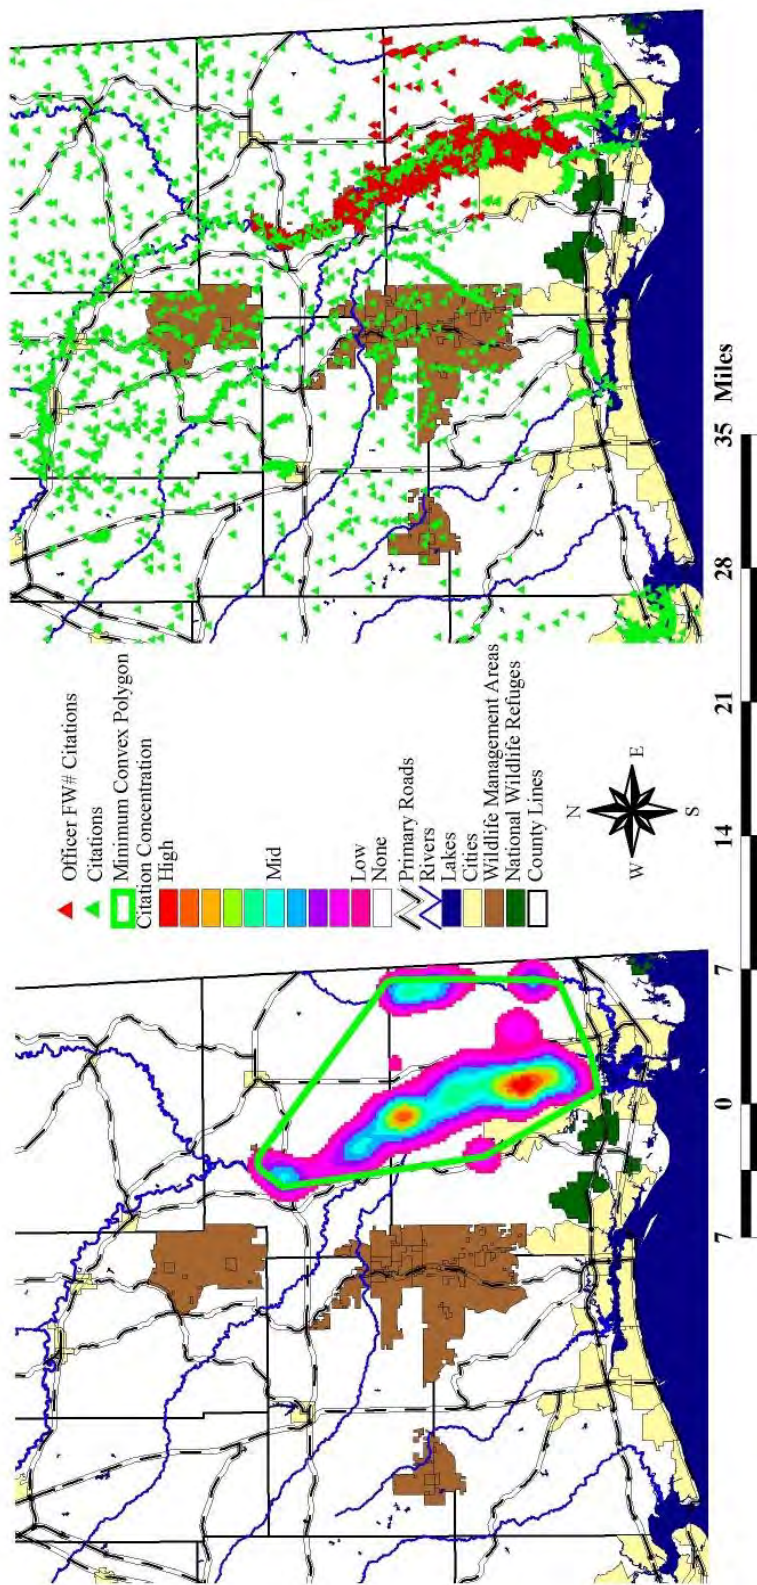 Officer FW# Citations
Citations
Minimum Convex Polygon
Citation Concentration
High
Mid
Low
None
Primary Roads
Rivers
Lakes
Cities
Wildlife Management Areas
National Wildlife Refuges
County Lines
N
W E
S
7 0 7 14 21 28 35 Miles